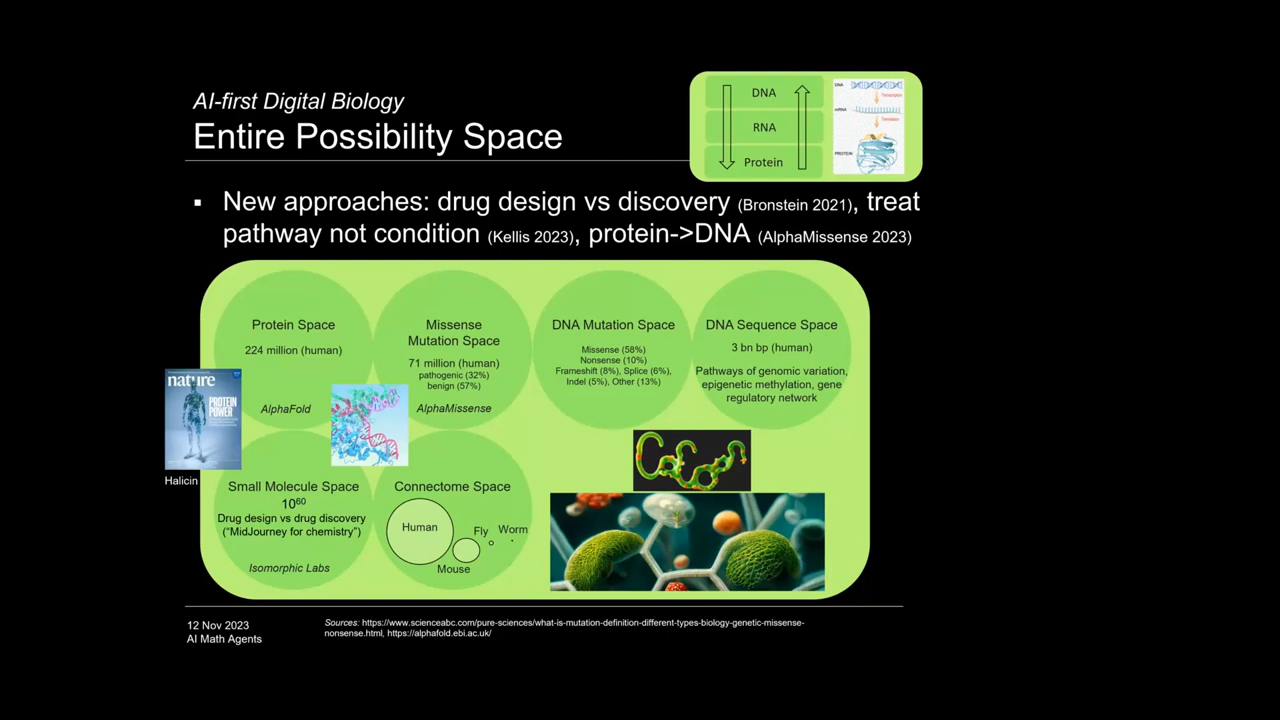 AI-first Digital Biology
Entire Possibility Space
DNA
RNA
Protein
DNA
Transcription
mRNA
Translation
PROTEIN
▪ New approaches: drug design vs discovery (Bronstein 2021), treat
pathway not condition (Kellis 2023), protein->DNA (AlphaMissense 2023)
Protein Space
224 million (human)
AlphaFold
Missense
Mutation Space
71 million (human)
pathogenic (32%)
benign (57%)
AlphaMissense
DNA Mutation Space
Missense (58%)
Nonsense (10%)
Frameshift (8%), Splice (6%),
Indel (5%), Other (13%)
DNA Sequence Space
3 bn bp (human)
Pathways of genomic variation,
epigenetic methylation, gene
regulatory network
nature
PROTEIN
POWER
Halicin
Small Molecule Space
10⁶⁰
Drug design vs drug discovery
("MidJourney for chemistry")
Isomorphic Labs
Connectome Space
Human
Fly
Worm
Mouse
12 Nov 2023
AI Math Agents
Sources: https://www.scienceabc.com/pure-sciences/what-is-mutation-definition-different-types-biology-genetic-missense-
nonsense.html, https://alphafold.ebi.ac.uk/